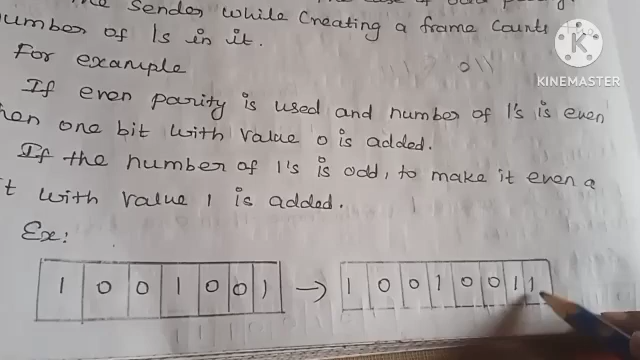 the sender while creating a frame counts the
number of 1s in it.
For example
If even parity is used and number of 1's is even
then one bit with value 0 is added.
If the number of 1's is odd, to make it even a
bit with value 1 is added.
Ex:
1 0 0 1 0 0 1 → 1 0 0 1 0 0 1 1
KINEMASTER